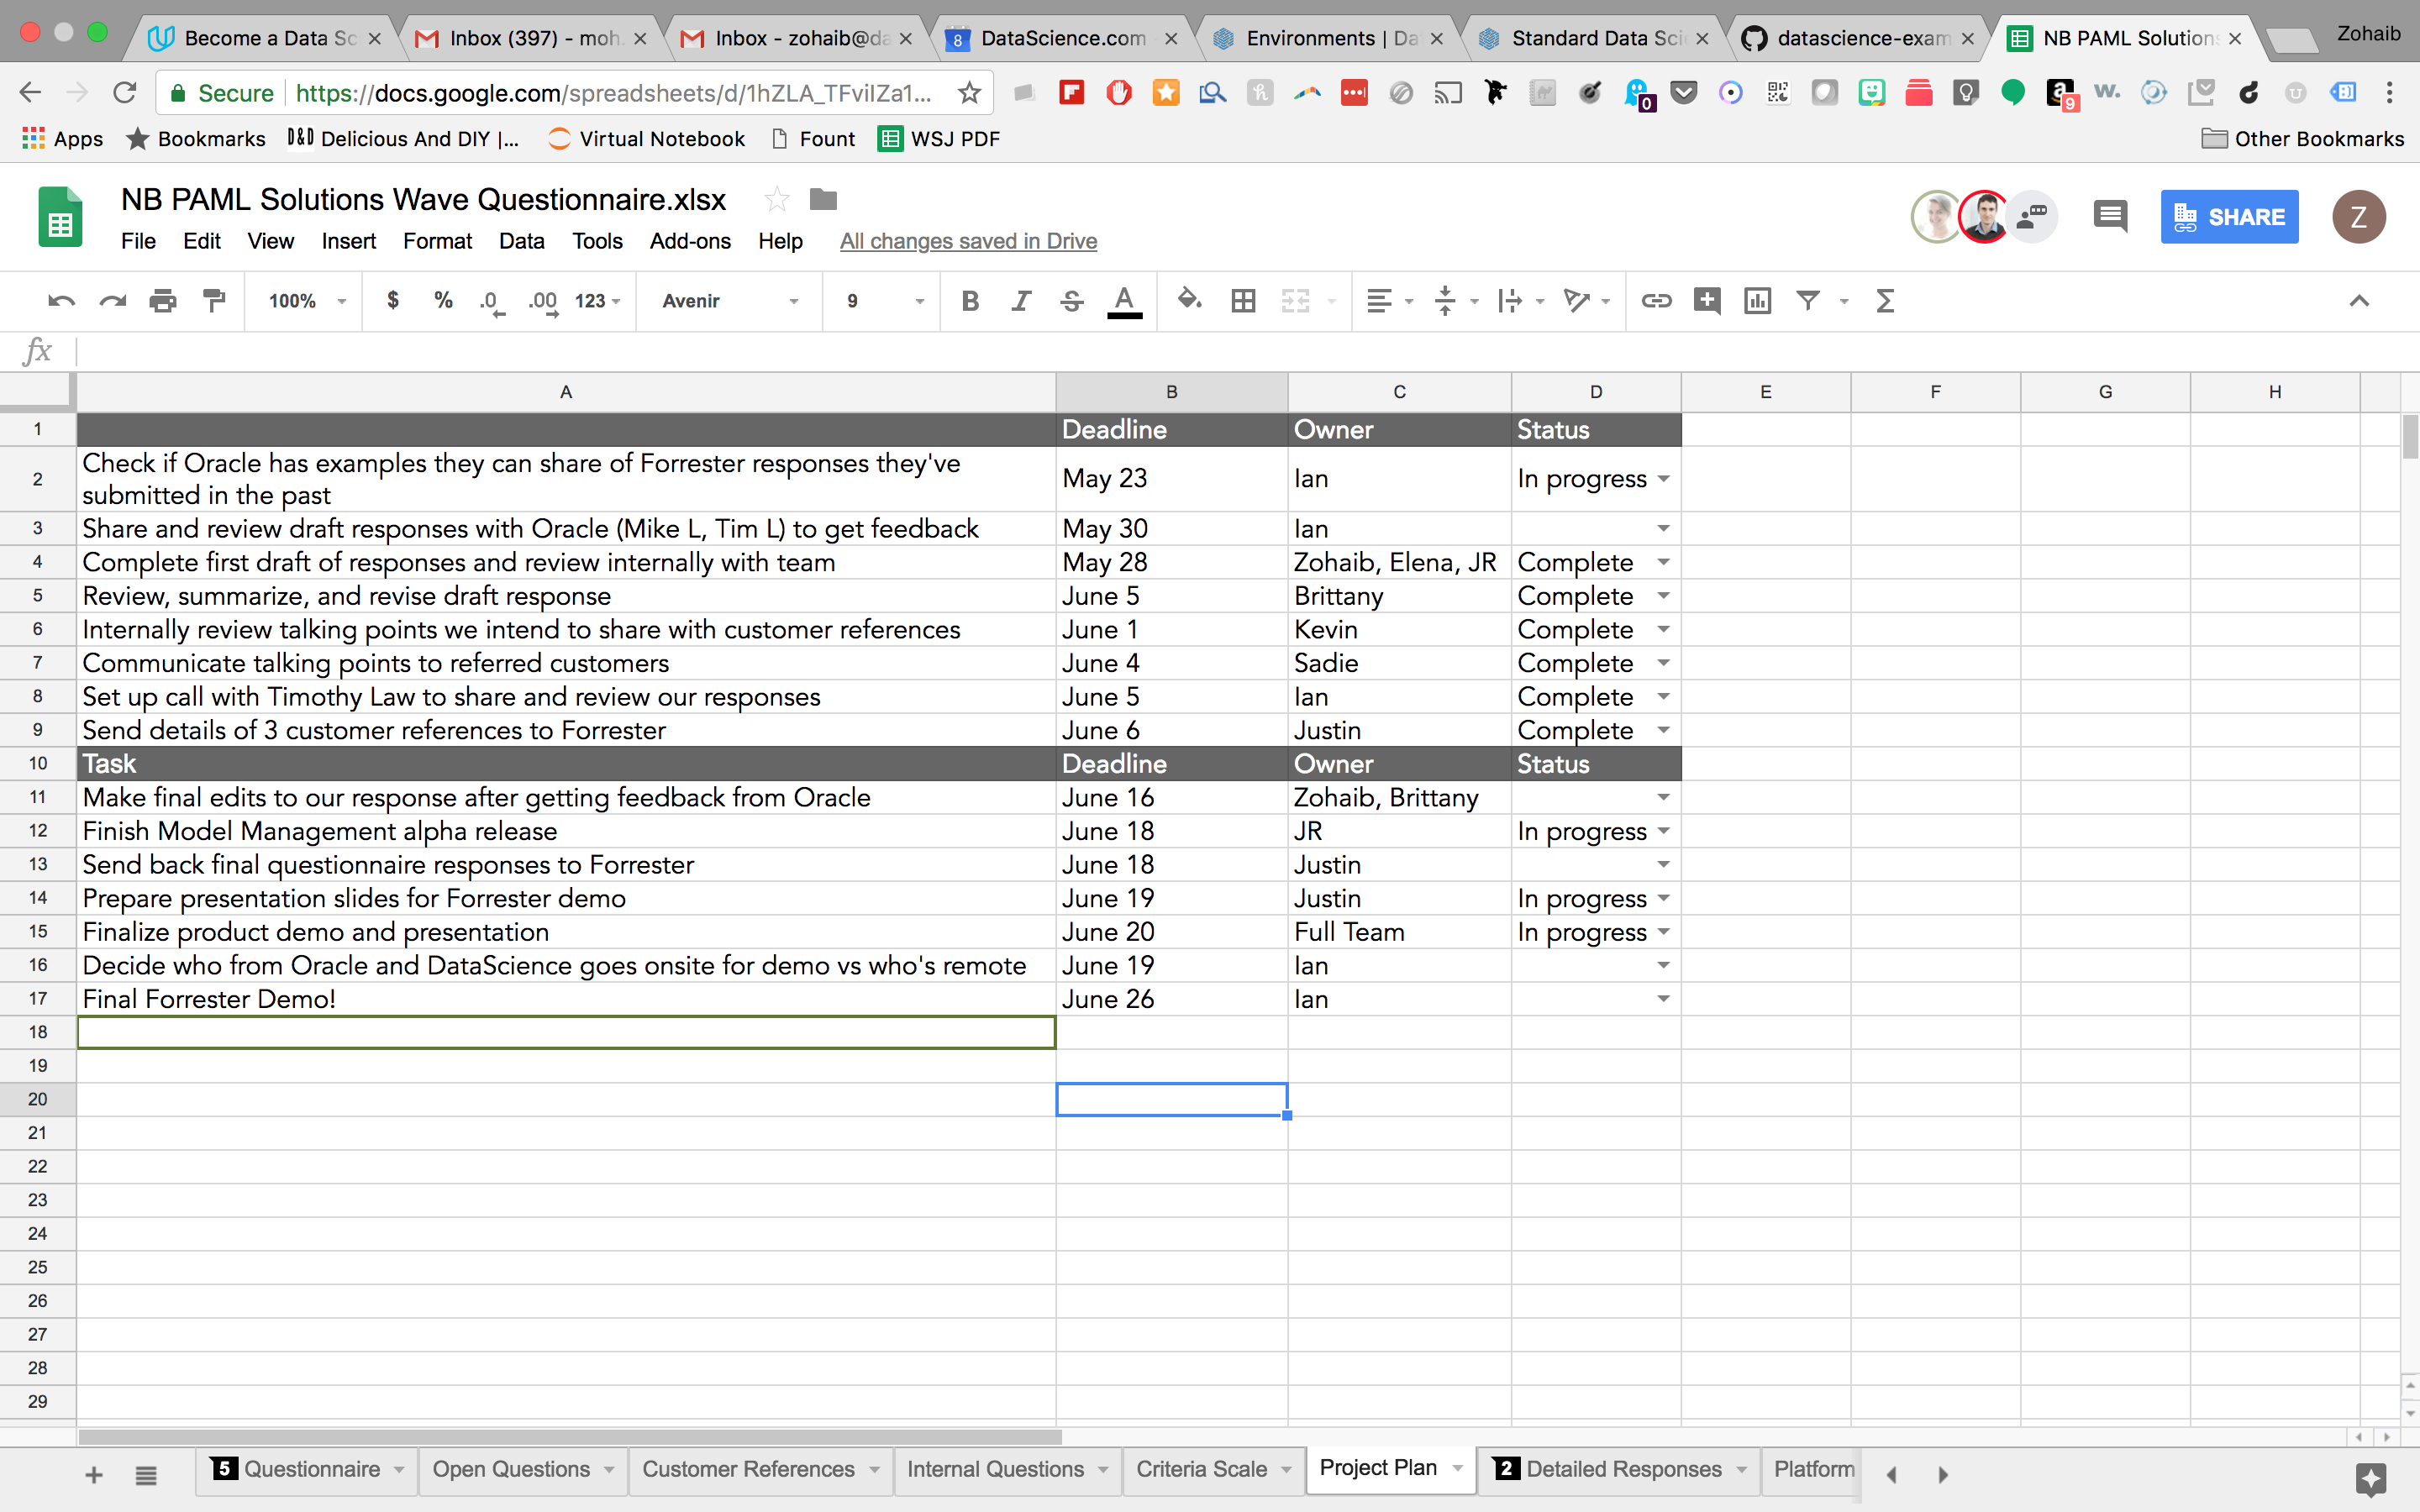 Become a Data Sc
Inbox (397) - moh
Inbox - zohaib@da
8 DataScience.com
Environments | Da
Standard Data Scie
datascience-exam
NB PAML Solutions
Zohaib
Secure https://docs.google.com/spreadsheets/d/1hZLA_TFviIZa1...
0
9
Apps
Bookmarks
D&D Delicious And DIY |...
Virtual Notebook
Fount
WSJ PDF
Other Bookmarks
NB PAML Solutions Wave Questionnaire.xlsx
File Edit View Insert Format Data Tools Add-ons Help All changes saved in Drive
SHARE
Z
100% $ % .0 .00 123 Avenir 9 B I S A Σ
fx
A B C D E F G H
1 Deadline Owner Status
2 Check if Oracle has examples they can share of Forrester responses they've
submitted in the past May 23 Ian In progress
3 Share and review draft responses with Oracle (Mike L, Tim L) to get feedback May 30 Ian
4 Complete first draft of responses and review internally with team May 28 Zohaib, Elena, JR Complete
5 Review, summarize, and revise draft response June 5 Brittany Complete
6 Internally review talking points we intend to share with customer references June 1 Kevin Complete
7 Communicate talking points to referred customers June 4 Sadie Complete
8 Set up call with Timothy Law to share and review our responses June 5 Ian Complete
9 Send details of 3 customer references to Forrester June 6 Justin Complete
10 Task Deadline Owner Status
11 Make final edits to our response after getting feedback from Oracle June 16 Zohaib, Brittany
12 Finish Model Management alpha release June 18 JR In progress
13 Send back final questionnaire responses to Forrester June 18 Justin
14 Prepare presentation slides for Forrester demo June 19 Justin In progress
15 Finalize product demo and presentation June 20 Full Team In progress
16 Decide who from Oracle and DataScience goes onsite for demo vs who's remote June 19 Ian
17 Final Forrester Demo! June 26 Ian
18
19
20
21
22
23
24
25
26
27
28
29
5 Questionnaire Open Questions Customer References Internal Questions Criteria Scale Project Plan 2 Detailed Responses Platform